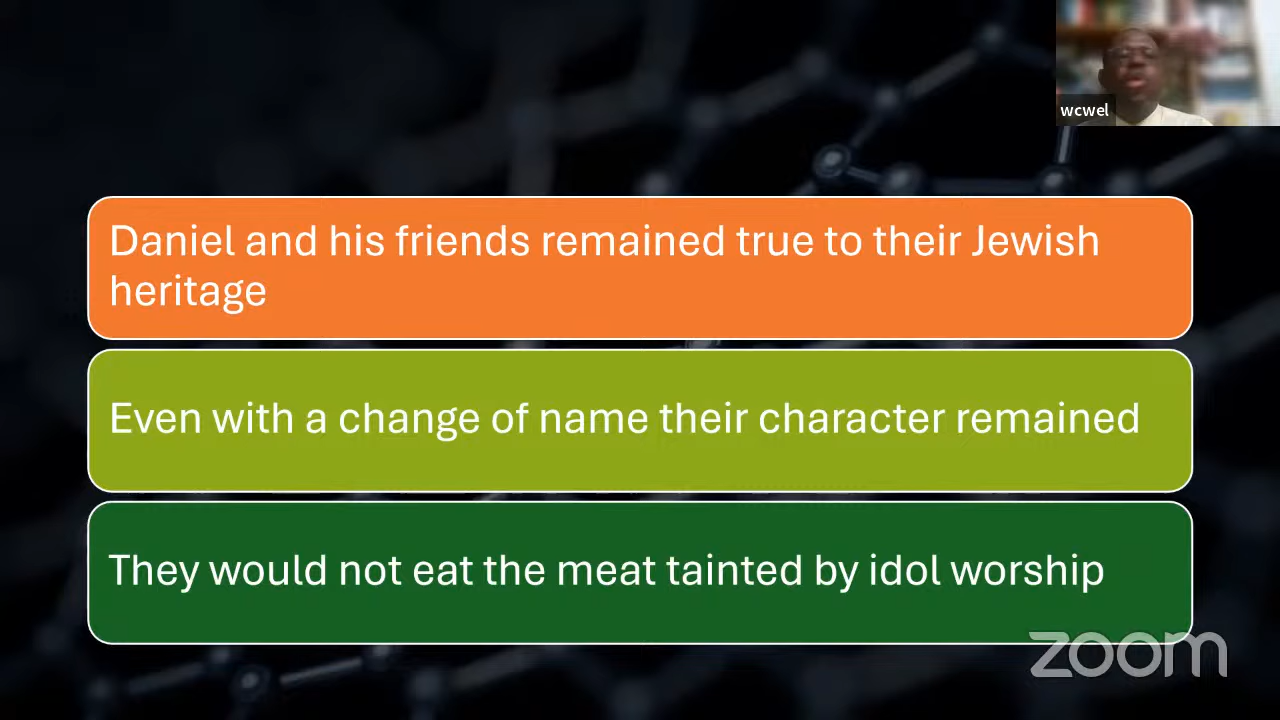 wcwel
Daniel and his friends remained true to their Jewish
heritage
Even with a change of name their character remained
They would not eat the meat tainted by idol worship
zoom